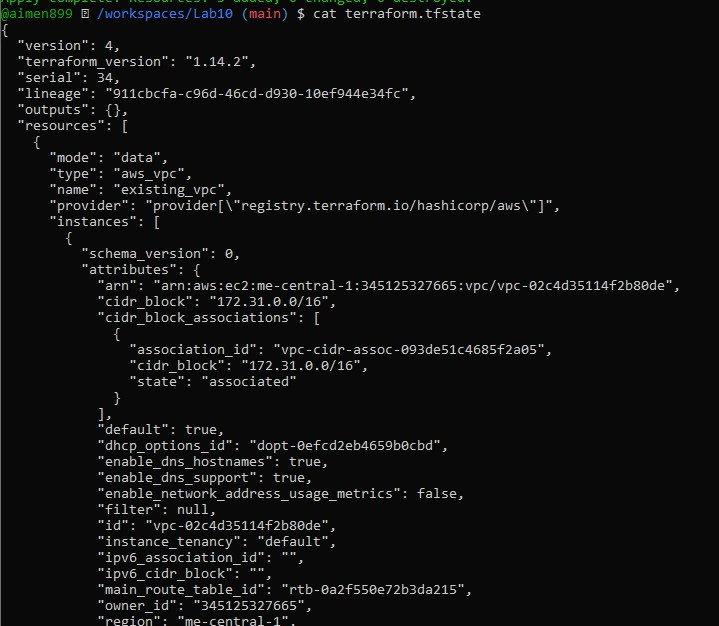 Apply complete! Resources: 3 added, 0 changed, 0 destroyed.
@aimen899 /workspaces/Lab10 (main) $ cat terraform.tfstate
{
  "version": 4,
  "terraform_version": "1.14.2",
  "serial": 34,
  "lineage": "911cbcfa-c96d-46cd-d930-10ef944e34fc",
  "outputs": {},
  "resources": [
    {
      "mode": "data",
      "type": "aws_vpc",
      "name": "existing_vpc",
      "provider": "provider[\"registry.terraform.io/hashicorp/aws\"]",
      "instances": [
        {
          "schema_version": 0,
          "attributes": {
            "arn": "arn:aws:ec2:me-central-1:345125327665:vpc/vpc-02c4d35114f2b80de",
            "cidr_block": "172.31.0.0/16",
            "cidr_block_associations": [
              {
                "association_id": "vpc-cidr-assoc-093de51c4685f2a05",
                "cidr_block": "172.31.0.0/16",
                "state": "associated"
              }
            ],
            "default": true,
            "dhcp_options_id": "dopt-0efcd2eb4659b0cbd",
            "enable_dns_hostnames": true,
            "enable_dns_support": true,
            "enable_network_address_usage_metrics": false,
            "filter": null,
            "id": "vpc-02c4d35114f2b80de",
            "instance_tenancy": "default",
            "ipv6_association_id": "",
            "ipv6_cidr_block": "",
            "main_route_table_id": "rtb-0a2f550e72b3da215",
            "owner_id": "345125327665",
            "region": "me-central-1",